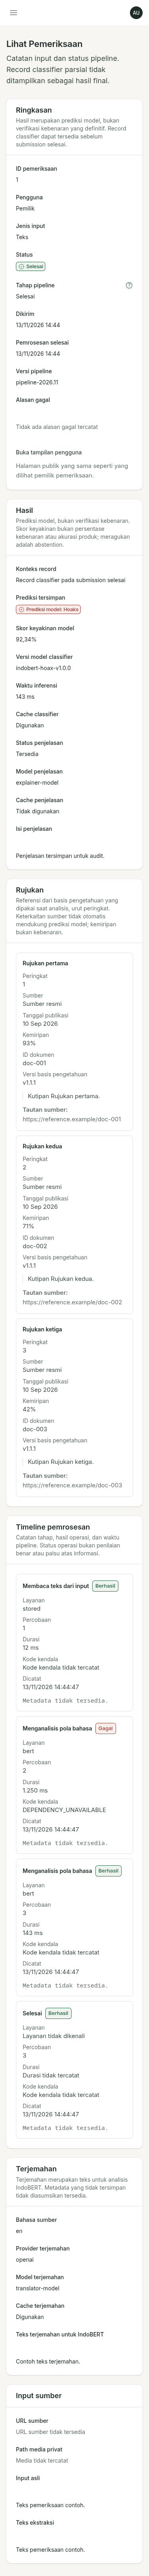 AU
Lihat Pemeriksaan
Catatan input dan status pipeline.
Record classifier parsial tidak
ditampilkan sebagai hasil final.
Ringkasan
Hasil merupakan prediksi model, bukan
verifikasi kebenaran yang definitif. Record
classifier dapat tersedia sebelum
submission selesai.
ID pemeriksaan
1
Pengguna
Pemilik
Jenis input
Teks
Status
Selesai
Tahap pipeline
Selesai
Dikirim
13/11/2026 14:44
Pemrosesan selesai
13/11/2026 14:44
Versi pipeline
pipeline-2026.11
Alasan gagal
Tidak ada alasan gagal tercatat
Buka tampilan pengguna
Halaman publik yang sama seperti yang
dilihat pemilik pemeriksaan.
Hasil
Prediksi model, bukan verifikasi kebenaran.
Skor keyakinan bukan persentase
kebenaran atau akurasi produk; meragukan
adalah abstention.
Konteks record
Record classifier pada submission selesai
Prediksi tersimpan
Prediksi model: Hoaks
Skor keyakinan model
92,34%
Versi model classifier
indobert-hoax-v1.0.0
Waktu inferensi
143 ms
Cache classifier
Digunakan
Status penjelasan
Tersedia
Model penjelasan
explainer-model
Cache penjelasan
Tidak digunakan
Isi penjelasan
Penjelasan tersimpan untuk audit.
Rujukan
Referensi dari basis pengetahuan yang
dipakai saat analisis, urut peringkat.
Keterkaitan sumber tidak otomatis
mendukung prediksi model; kemiripan
bukan kebenaran.
Rujukan pertama
Peringkat
1
Sumber
Sumber resmi
Tanggal publikasi
10 Sep 2026
Kemiripan
93%
ID dokumen
doc-001
Versi basis pengetahuan
v1.1.1
Kutipan Rujukan pertama.
Tautan sumber:
https://reference.example/doc-001
Rujukan kedua
Peringkat
2
Sumber
Sumber resmi
Tanggal publikasi
10 Sep 2026
Kemiripan
71%
ID dokumen
doc-002
Versi basis pengetahuan
v1.1.1
Kutipan Rujukan kedua.
Tautan sumber:
https://reference.example/doc-002
Rujukan ketiga
Peringkat
3
Sumber
Sumber resmi
Tanggal publikasi
10 Sep 2026
Kemiripan
42%
ID dokumen
doc-003
Versi basis pengetahuan
v1.1.1
Kutipan Rujukan ketiga.
Tautan sumber:
https://reference.example/doc-003
Timeline pemrosesan
Catatan tahap, hasil operasi, dan waktu
pipeline. Status operasi bukan penilaian
benar atau palsu atas informasi.
Membaca teks dari input Berhasil
Layanan
stored
Percobaan
1
Durasi
12 ms
Kode kendala
Kode kendala tidak tercatat
Dicatat
13/11/2026 14:44:47
Metadata tidak tersedia.
Menganalisis pola bahasa Gagal
Layanan
bert
Percobaan
2
Durasi
1.250 ms
Kode kendala
DEPENDENCY_UNAVAILABLE
Dicatat
13/11/2026 14:44:47
Metadata tidak tersedia.
Menganalisis pola bahasa Berhasil
Layanan
bert
Percobaan
3
Durasi
143 ms
Kode kendala
Kode kendala tidak tercatat
Dicatat
13/11/2026 14:44:47
Metadata tidak tersedia.
Selesai Berhasil
Layanan
Layanan tidak dikenali
Percobaan
3
Durasi
Durasi tidak tercatat
Kode kendala
Kode kendala tidak tercatat
Dicatat
13/11/2026 14:44:47
Metadata tidak tersedia.
Terjemahan
Terjemahan merupakan teks untuk analisis
IndoBERT. Metadata yang tidak tersimpan
tidak diasumsikan tersedia.
Bahasa sumber
en
Provider terjemahan
openai
Model terjemahan
translator-model
Cache terjemahan
Digunakan
Teks terjemahan untuk IndoBERT
Contoh teks terjemahan.
Input sumber
URL sumber
URL sumber tidak tersedia
Path media privat
Media tidak tercatat
Input asli
Teks pemeriksaan contoh.
Teks ekstraksi
Teks pemeriksaan contoh.